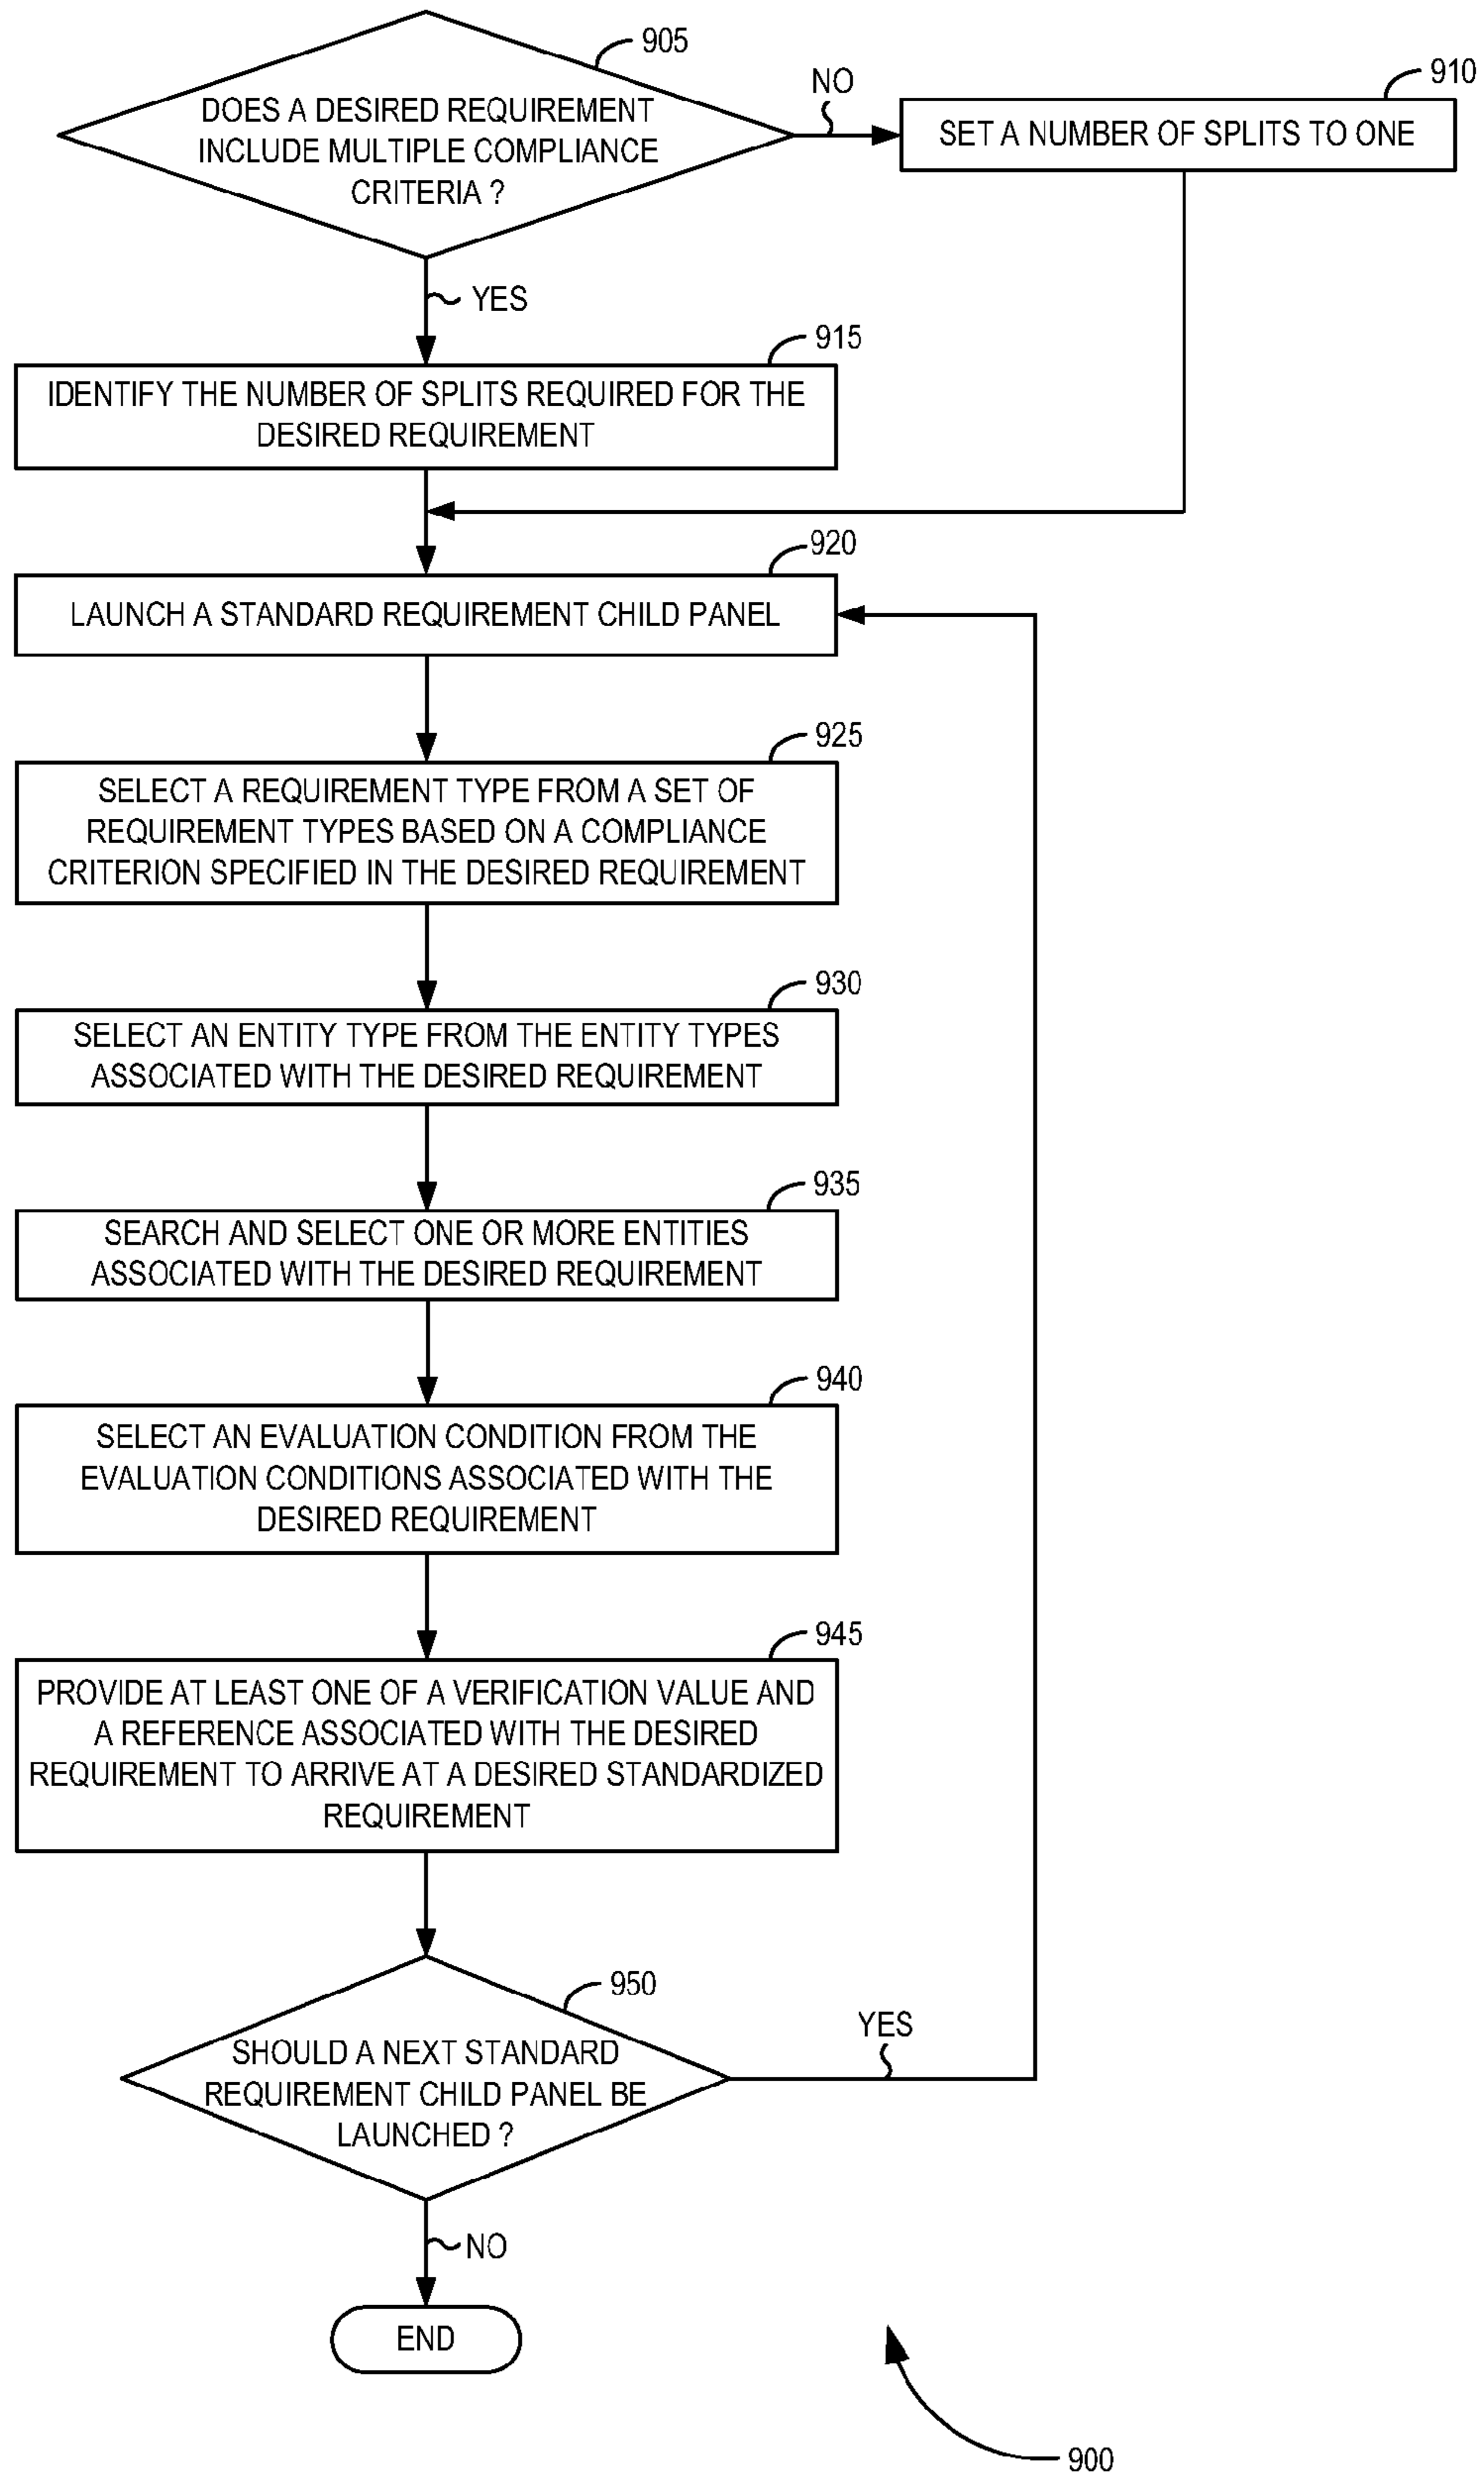 905
DOES A DESIRED REQUIREMENT
INCLUDE MULTIPLE COMPLIANCE
CRITERIA ?
NO
910
SET A NUMBER OF SPLITS TO ONE
YES
915
IDENTIFY THE NUMBER OF SPLITS REQUIRED FOR THE
DESIRED REQUIREMENT
920
LAUNCH A STANDARD REQUIREMENT CHILD PANEL
925
SELECT A REQUIREMENT TYPE FROM A SET OF
REQUIREMENT TYPES BASED ON A COMPLIANCE
CRITERION SPECIFIED IN THE DESIRED REQUIREMENT
930
SELECT AN ENTITY TYPE FROM THE ENTITY TYPES
ASSOCIATED WITH THE DESIRED REQUIREMENT
935
SEARCH AND SELECT ONE OR MORE ENTITIES
ASSOCIATED WITH THE DESIRED REQUIREMENT
940
SELECT AN EVALUATION CONDITION FROM THE
EVALUATION CONDITIONS ASSOCIATED WITH THE
DESIRED REQUIREMENT
945
PROVIDE AT LEAST ONE OF A VERIFICATION VALUE AND
A REFERENCE ASSOCIATED WITH THE DESIRED
REQUIREMENT TO ARRIVE AT A DESIRED STANDARDIZED
REQUIREMENT
950
SHOULD A NEXT STANDARD
REQUIREMENT CHILD PANEL BE
LAUNCHED ?
YES
NO
END
900